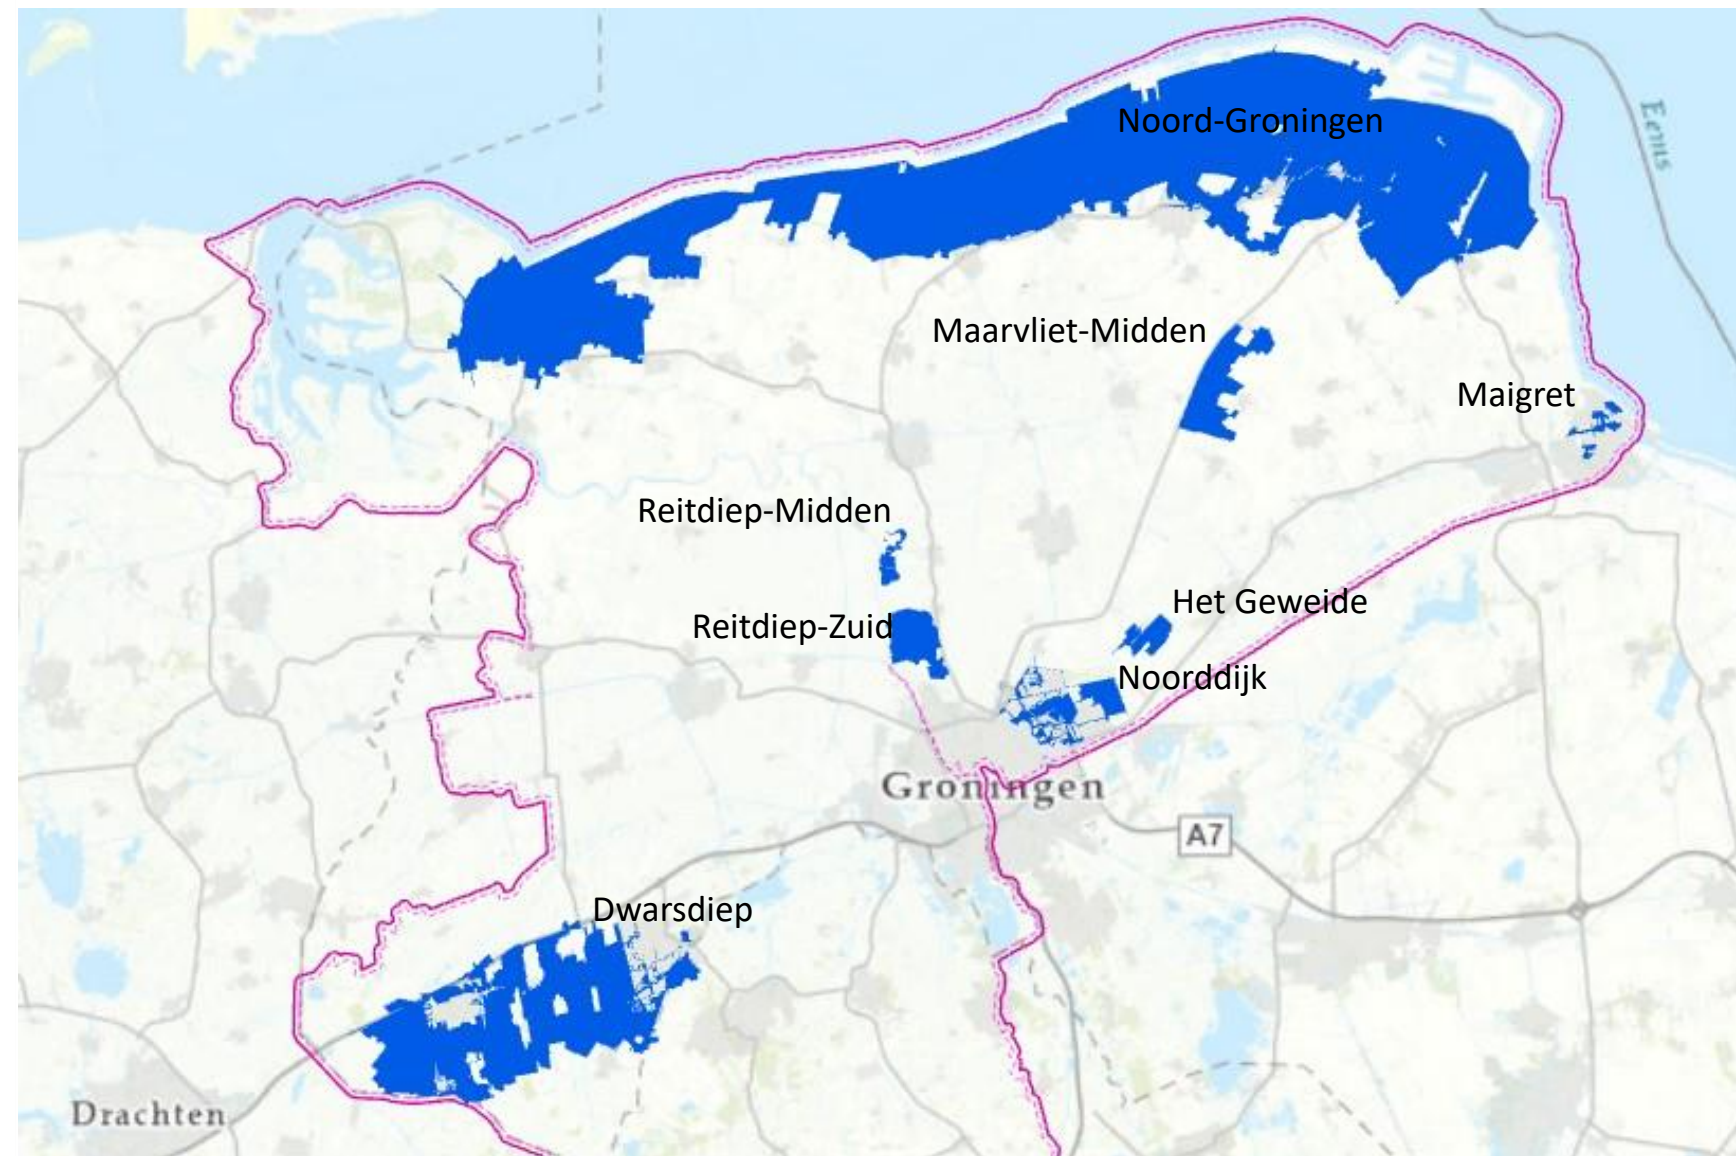 Noord-Groningen
Eems
Maarvliet-Midden
Maigret
Reitdiep-Midden
Het Geweide
Reitdiep-Zuid
Noorddijk
Groningen
A7
Dwarsdiep
Drachten